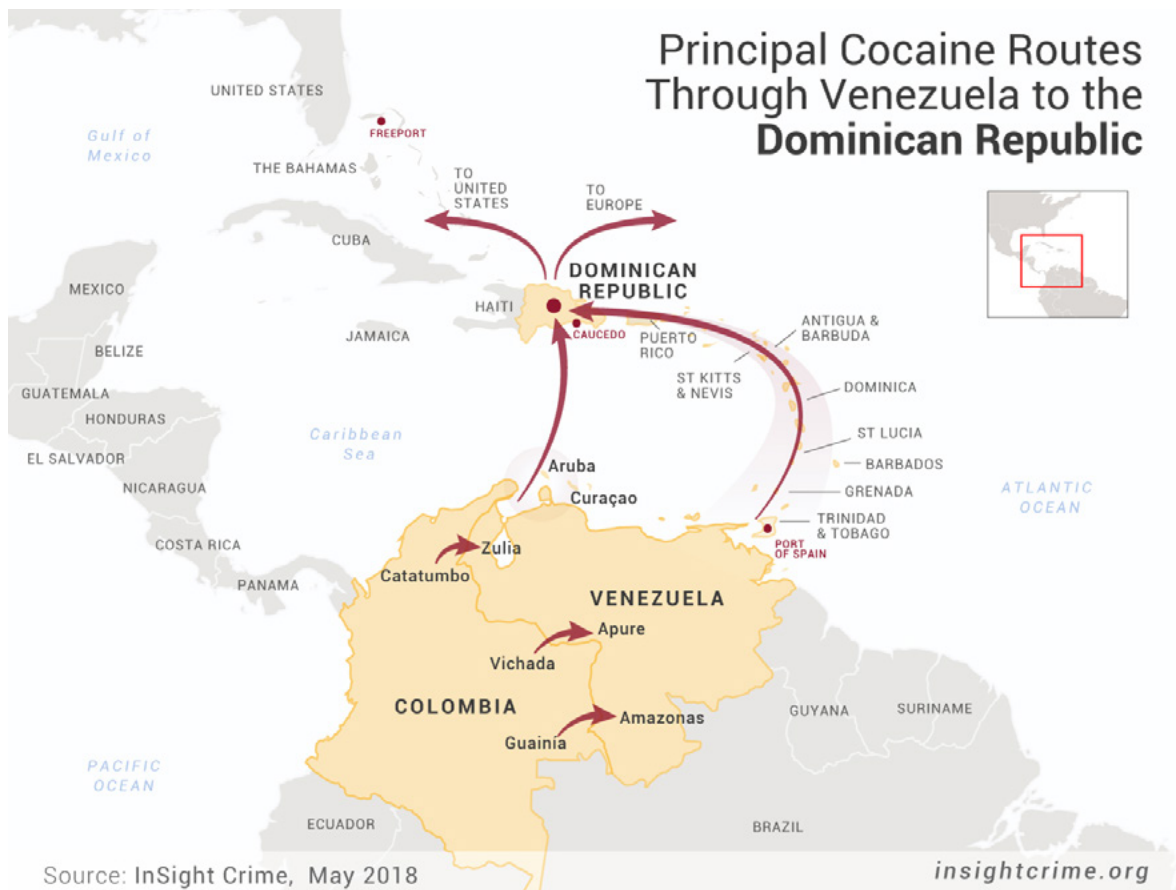 Principal Cocaine Routes
Through Venezuela to the
Dominican Republic
UNITED STATES
FREEPORT
Gulf of
Mexico
THE BAHAMAS
TO
UNITED
STATES
TO
EUROPE
CUBA
DOMINICAN
REPUBLIC
MEXICO
HAITI
JAMAICA
CAUCEDO
PUERTO
RICO
ANTIGUA &
BARBUDA
BELIZE
ST KITTS
& NEVIS
GUATEMALA
DOMINICA
HONDURAS
Caribbean
Sea
ST LUCIA
EL SALVADOR
BARBADOS
Aruba
NICARAGUA
Curaçao
GRENADA
ATLANTIC
OCEAN
TRINIDAD
& TOBAGO
COSTA RICA
PORT
OF SPAIN
Zulia
Catatumbo
PANAMA
VENEZUELA
Apure
Vichada
COLOMBIA
Amazonas
GUYANA
SURINAME
Guainía
PACIFIC
OCEAN
ECUADOR
BRAZIL
Source: InSight Crime, May 2018
insightcrime.org